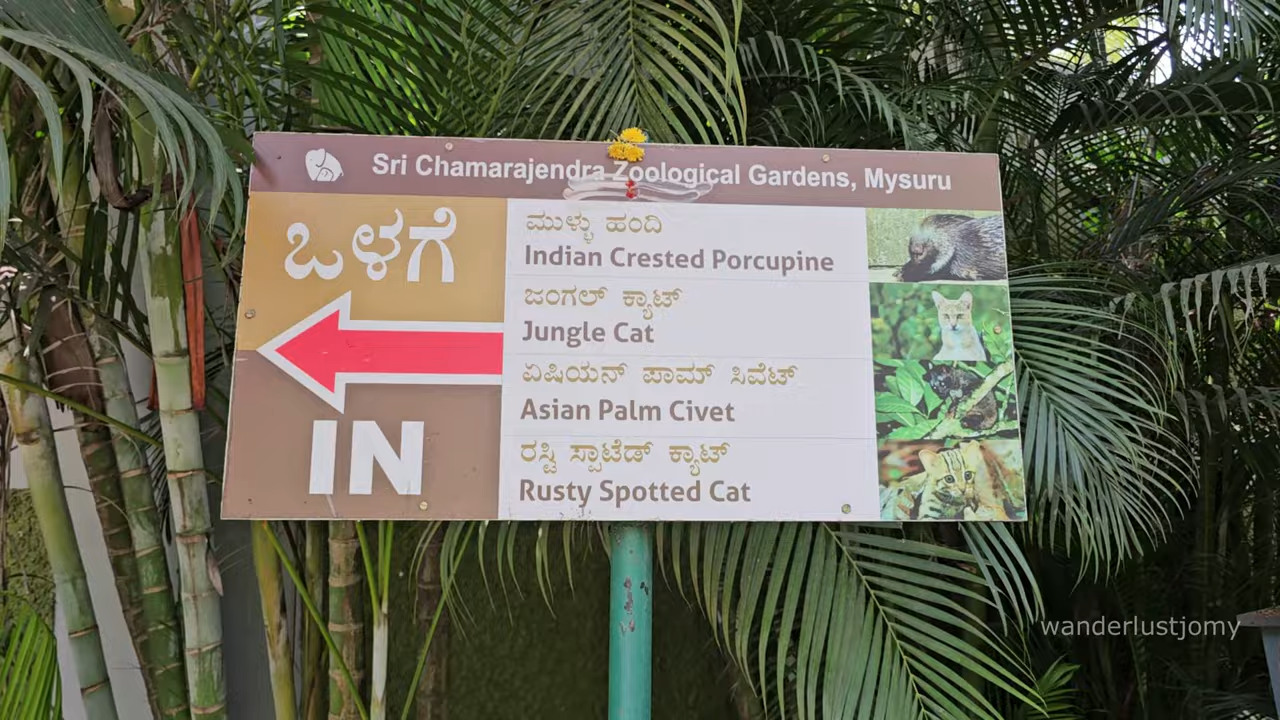 Sri Chamarajendra Zoological Gardens, Mysuru
ಒಳಗೆ
IN
ಮುಳ್ಳು ಹಂದಿ
Indian Crested Porcupine
ಜಂಗಲ್ ಕ್ಯಾಟ್
Jungle Cat
ಏಷಿಯನ್ ಪಾಮ್ ಸಿವೆಟ್
Asian Palm Civet
ರಸ್ಟಿ ಸ್ಪಾಟೆಡ್ ಕ್ಯಾಟ್
Rusty Spotted Cat
wanderlustjomy